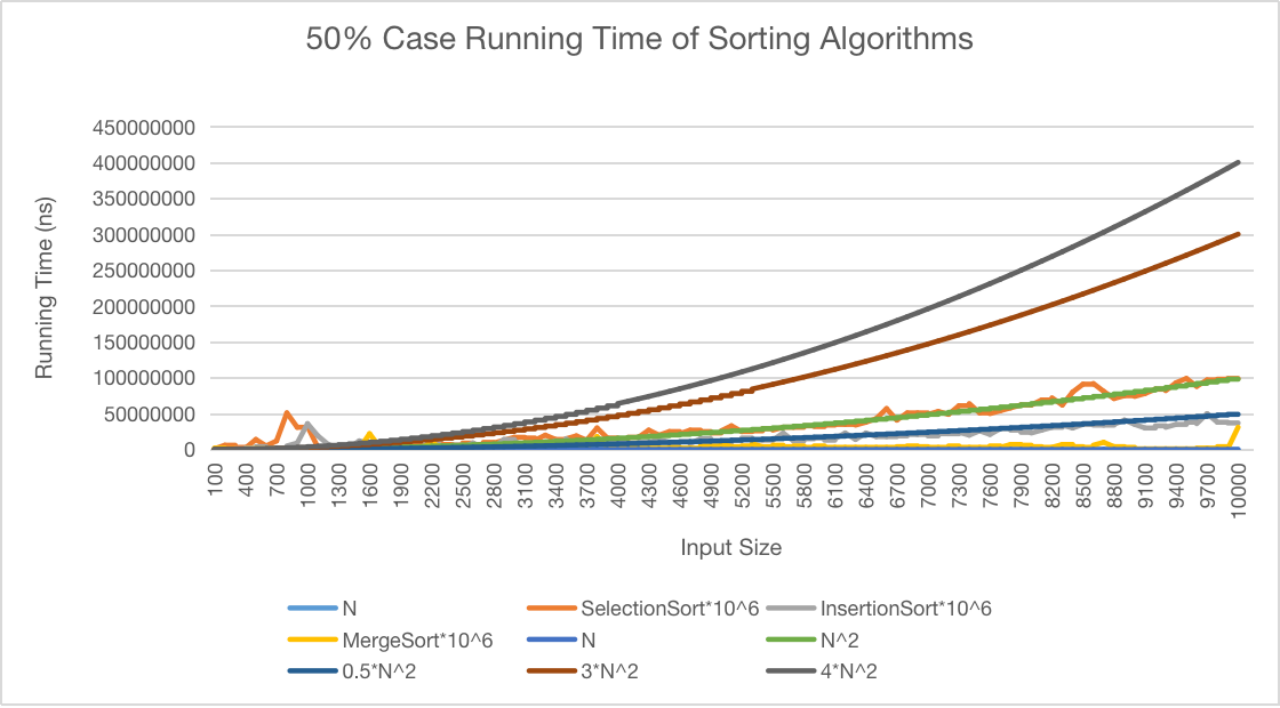 50% Case Running Time of Sorting Algorithms
450000000
400000000
350000000
300000000
250000000
200000000
150000000
100000000
50000000
0
Running Time (ns)
100 400 700 1000 1300 1600 1900 2200 2500 2800 3100 3400 3700 4000 4300 4600 4900 5200 5500 5800 6100 6400 6700 7000 7300 7600 7900 8200 8500 8800 9100 9400 9700 10000
Input Size
N SelectionSort*10^6 InsertionSort*10^6
MergeSort*10^6 N N^2
0.5*N^2 3*N^2 4*N^2